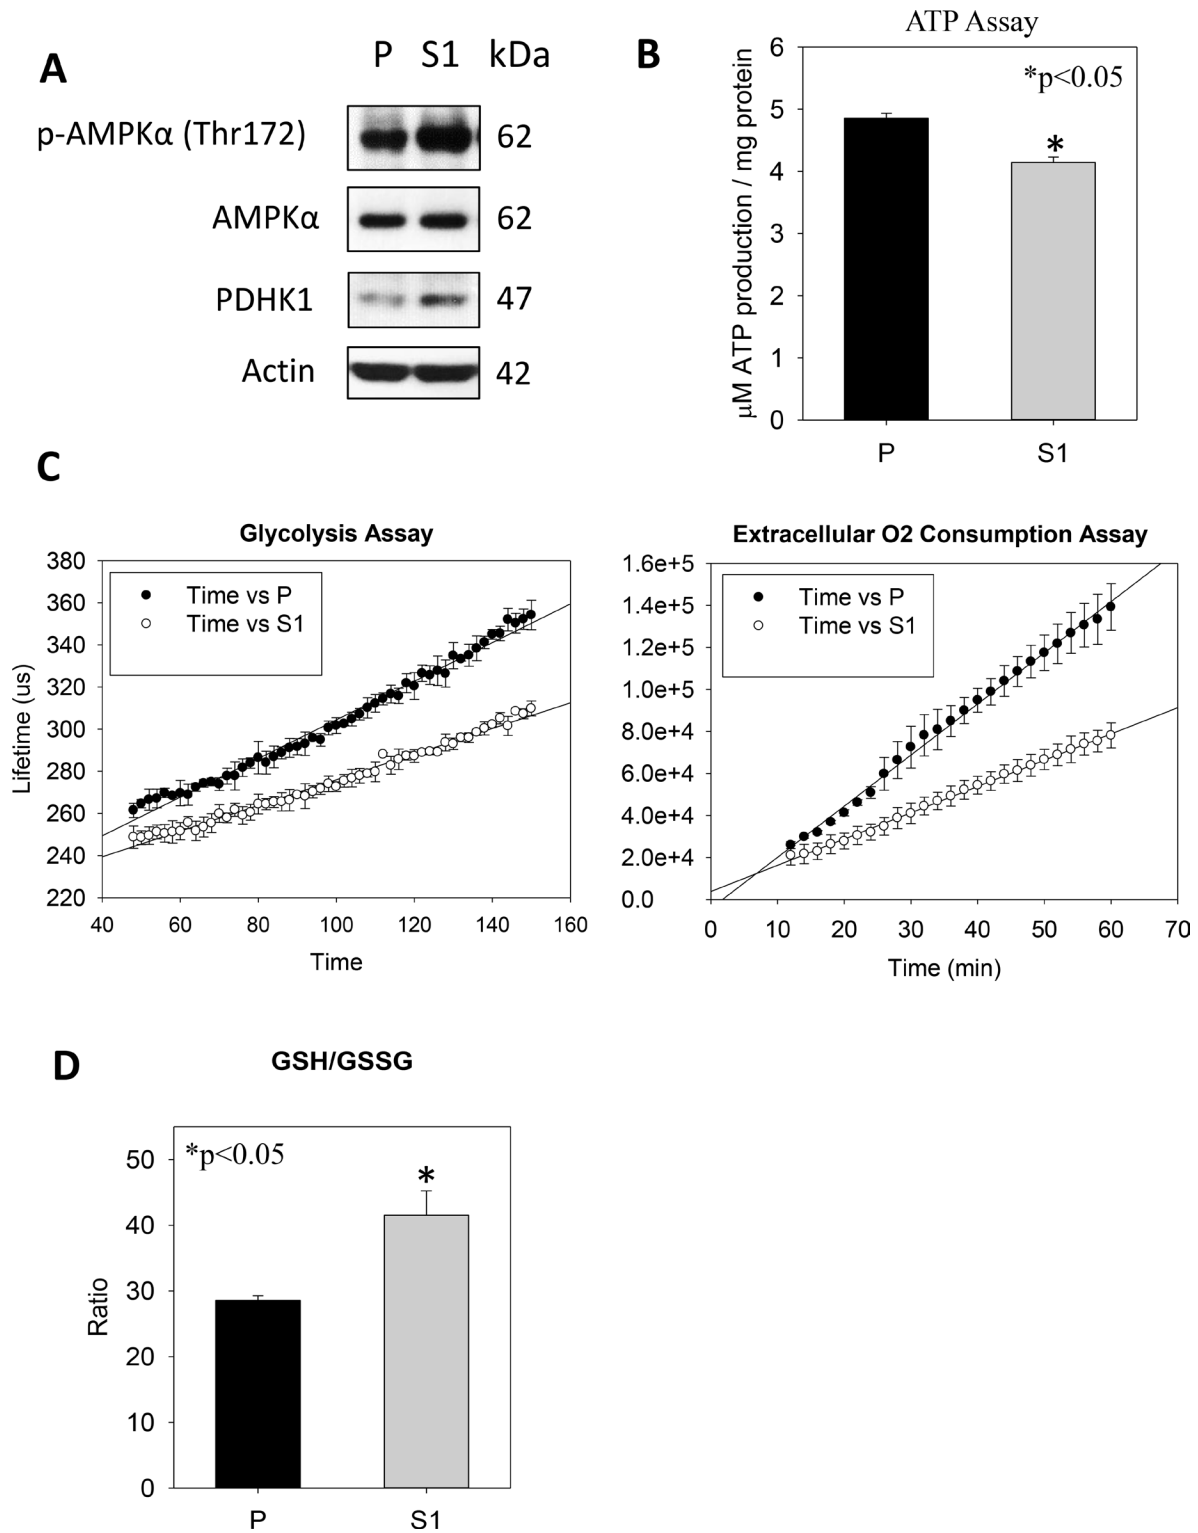 A
P S1 kDa
p-AMPKα (Thr172) 62
AMPKα 62
PDHK1 47
Actin 42
B
ATP Assay
*p<0.05
*
μM ATP production / mg protein
6
5
4
3
2
1
0
P S1
C
Glycolysis Assay
Time vs P
Time vs S1
Lifetime (us)
380
360
340
320
300
280
260
240
220
40 60 80 100 120 140 160
Time
Extracellular O2 Consumption Assay
Time vs P
Time vs S1
1.6e+5
1.4e+5
1.2e+5
1.0e+5
8.0e+4
6.0e+4
4.0e+4
2.0e+4
0.0
0 10 20 30 40 50 60 70
Time (min)
D
GSH/GSSG
*p<0.05
*
Ratio
50
40
30
20
10
0
P S1